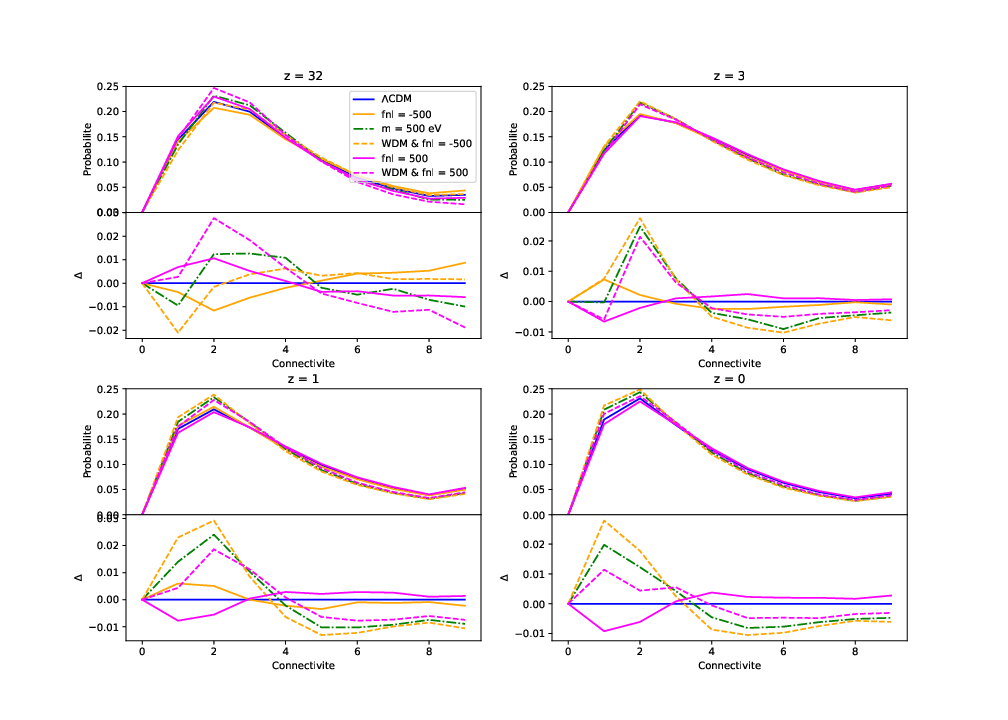 z = 32
0.25
0.20
0.15
0.10
0.05
0.00
Probabilite
ΛCDM
fnl = -500
m = 500 eV
WDM & fnl = -500
fnl = 500
WDM & fnl = 500
0.03
0.02
0.01
0.00
−0.01
−0.02
Δ
0 2 4 6 8
Connectivite
z = 3
0.25
0.20
0.15
0.10
0.05
0.00
Probabilite
0.02
0.01
0.00
−0.01
Δ
0 2 4 6 8
Connectivite
z = 1
0.25
0.20
0.15
0.10
0.05
0.00
Probabilite
0.03
0.02
0.01
0.00
−0.01
Δ
0 2 4 6 8
Connectivite
z = 0
0.25
0.20
0.15
0.10
0.05
0.00
Probabilite
0.02
0.01
0.00
−0.01
Δ
0 2 4 6 8
Connectivite